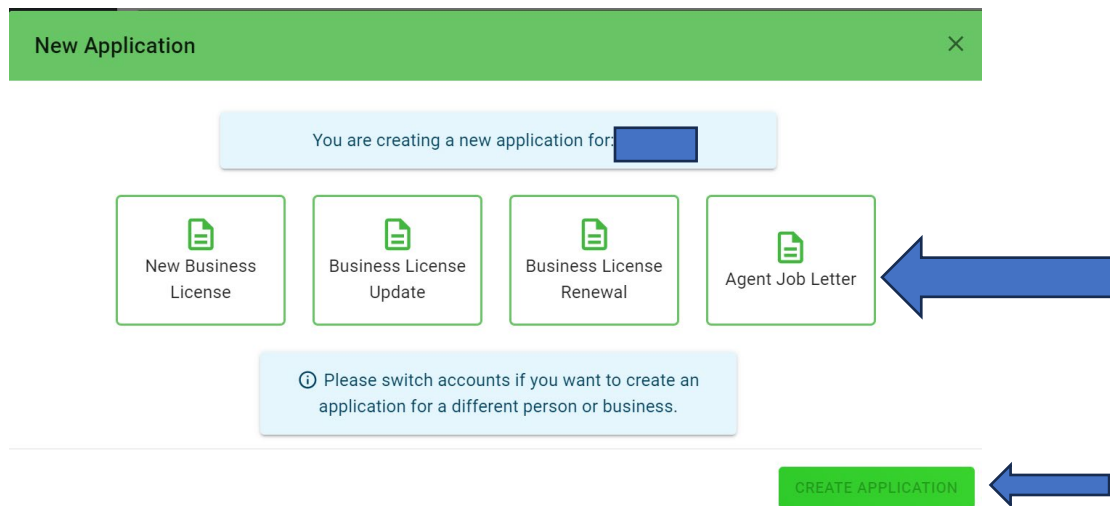 New Application
You are creating a new application for:
New Business
License
Business License
Update
Business License
Renewal
Agent Job Letter
Please switch accounts if you want to create an
application for a different person or business.
CREATE APPLICATION